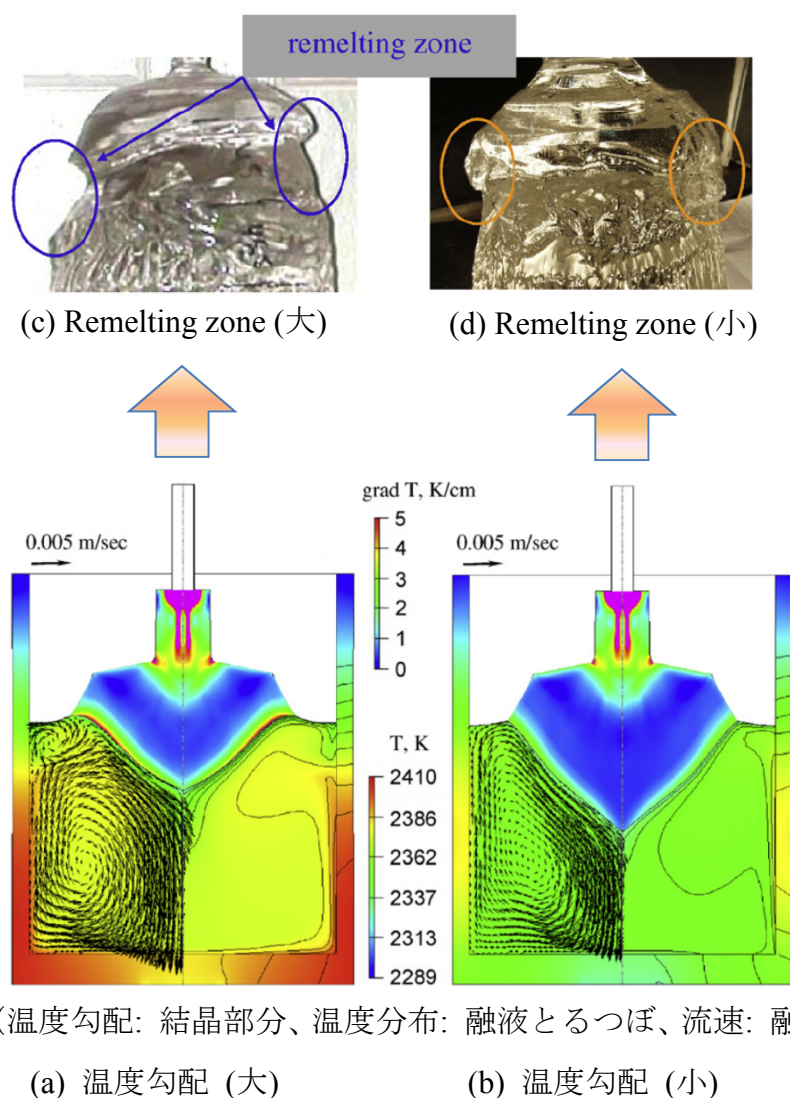 remelting zone
(c) Remelting zone (大)
(d) Remelting zone (小)
grad T, K/cm
0.005 m/sec
5
4
3
2
1
0
0.005 m/sec
T, K
2410
2386
2362
2337
2313
2289
(温度勾配: 結晶部分、温度分布: 融液とるつぼ、流速: 融
(a) 温度勾配 (大)
(b) 温度勾配 (小)